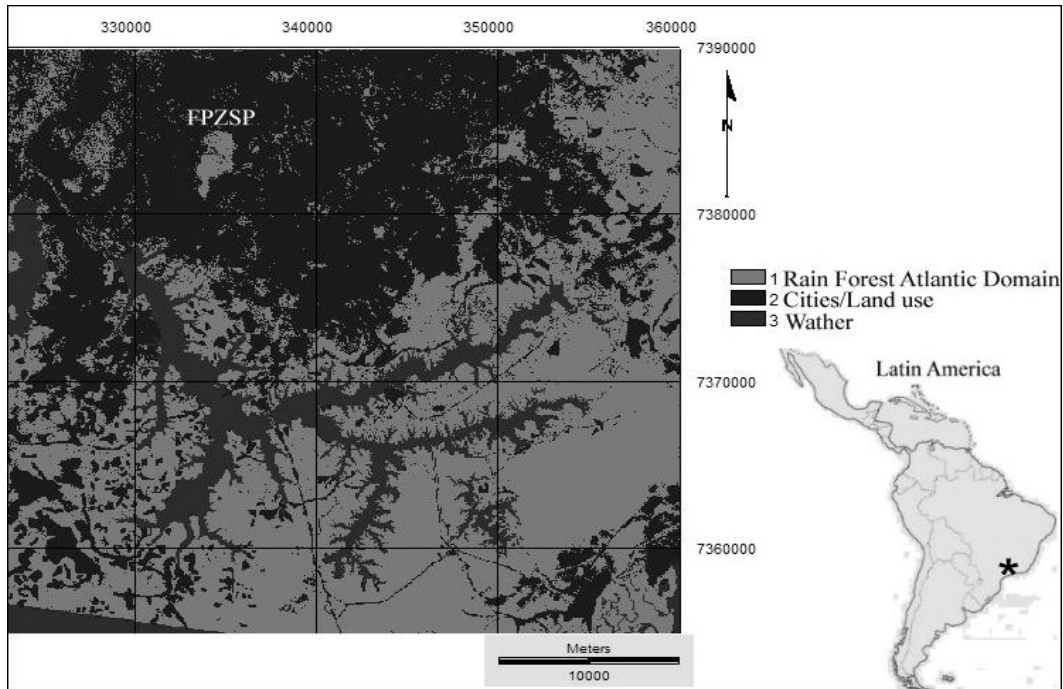 330000 340000 350000 360000
7390000
FPZSP
N
7380000
1 Rain Forest Atlantic Domain
2 Cities/Land use
3 Wather
Latin America
7370000
*
7360000
Meters
10000